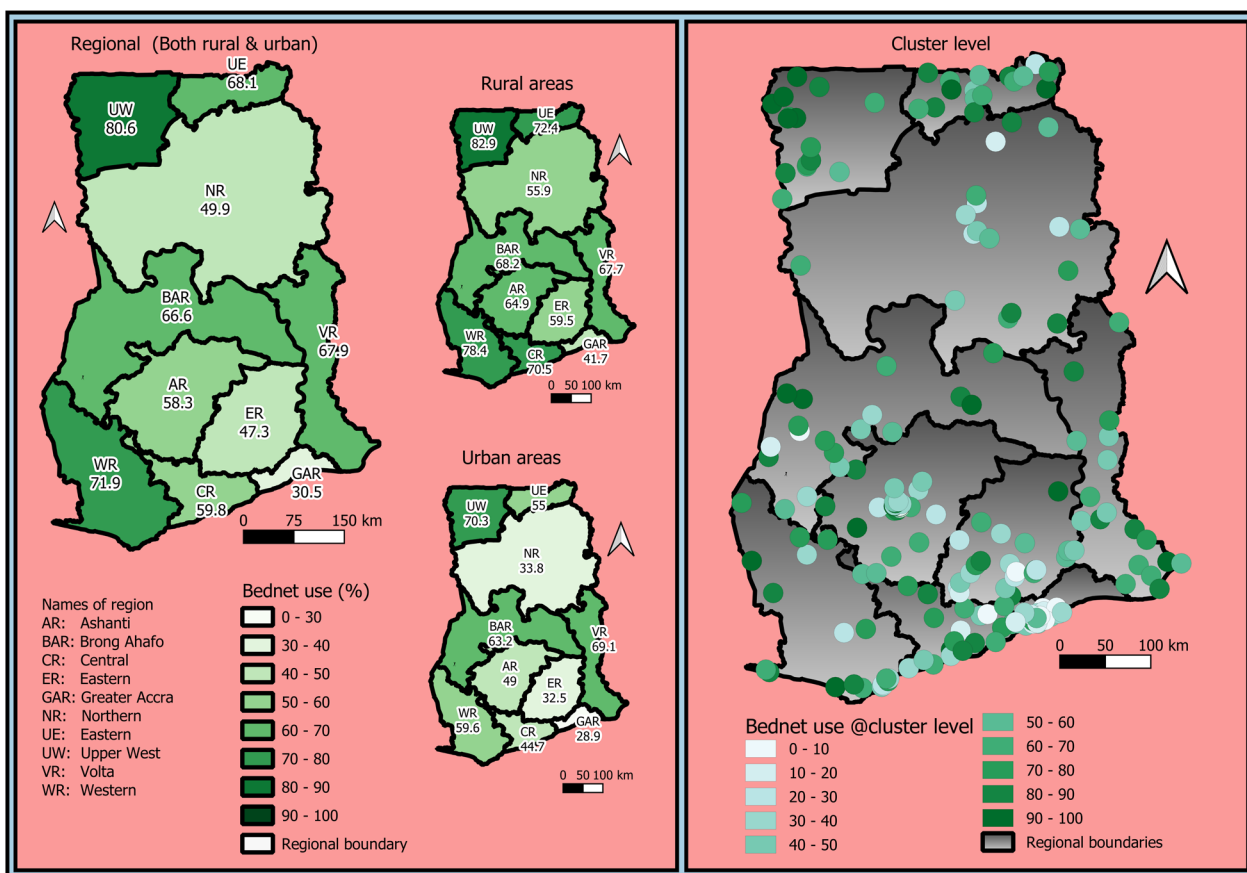 Regional (Both rural & urban)
UE
68.1
UW
80.6
NR
49.9
BAR
66.6
VR
67.9
AR
58.3
ER
47.3
WR
71.9
CR
59.8
GAR
30.5
0 75 150 km
Names of region
AR: Ashanti
BAR: Brong Ahafo
CR: Central
ER: Eastern
GAR: Greater Accra
NR: Northern
UE: Eastern
UW: Upper West
VR: Volta
WR: Western
Bednet use (%)
0 - 30
30 - 40
40 - 50
50 - 60
60 - 70
70 - 80
80 - 90
90 - 100
Regional boundary
Rural areas
UE
72.4
UW
82.9
NR
55.9
BAR
68.2
VR
67.7
AR
64.9
ER
59.5
WR
78.4
CR
70.5
GAR
41.7
0 50 100 km
Urban areas
UE
55
UW
70.3
NR
33.8
BAR
63.2
VR
69.1
AR
49
ER
32.5
WR
59.6
CR
44.7
GAR
28.9
0 50 100 km
Cluster level
0 50 100 km
Bednet use @cluster level
0 - 10
10 - 20
20 - 30
30 - 40
40 - 50
50 - 60
60 - 70
70 - 80
80 - 90
90 - 100
Regional boundaries